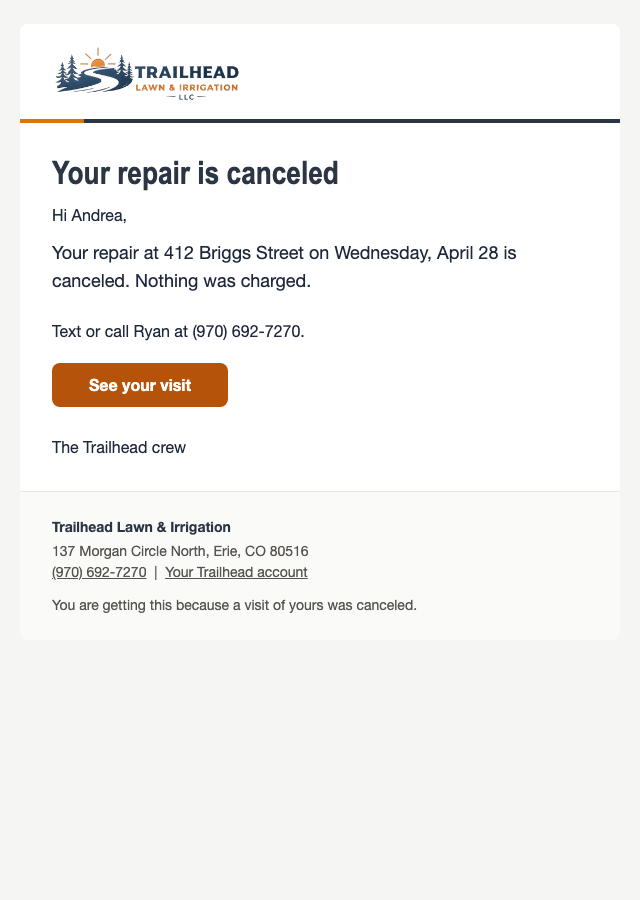 TRAILHEAD
LAWN & IRRIGATION
LLC
Your repair is canceled
Hi Andrea,
Your repair at 412 Briggs Street on Wednesday, April 28 is
canceled. Nothing was charged.
Text or call Ryan at (970) 692-7270.
See your visit
The Trailhead crew
Trailhead Lawn & Irrigation
137 Morgan Circle North, Erie, CO 80516
(970) 692-7270 | Your Trailhead account
You are getting this because a visit of yours was canceled.